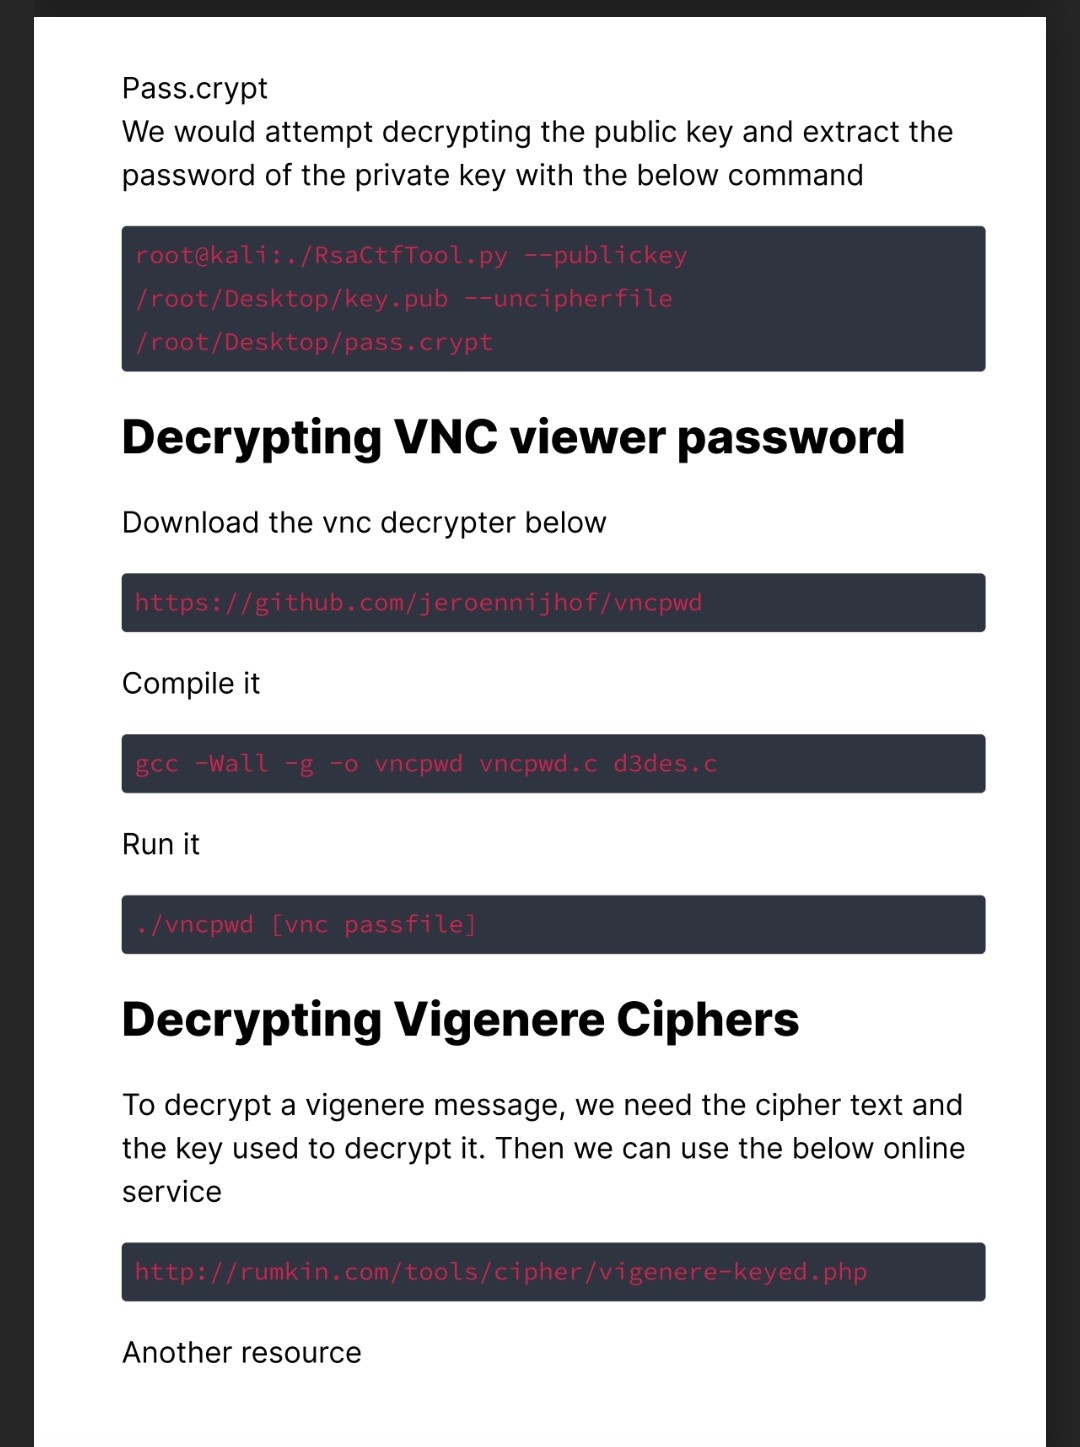 Pass.crypt
We would attempt decrypting the public key and extract the
password of the private key with the below command
root@kali:./RsaCtfTool.py --publickey
/root/Desktop/key.pub --uncipherfile
/root/Desktop/pass.crypt
Decrypting VNC viewer password
Download the vnc decrypter below
https://github.com/jeroennijhof/vncpwd
Compile it
gcc -Wall -g -o vncpwd vncpwd.c d3des.c
Run it
./vncpwd [vnc passfile]
Decrypting Vigenere Ciphers
To decrypt a vigenere message, we need the cipher text and
the key used to decrypt it. Then we can use the below online
service
http://rumkin.com/tools/cipher/vigenere-keyed.php
Another resource